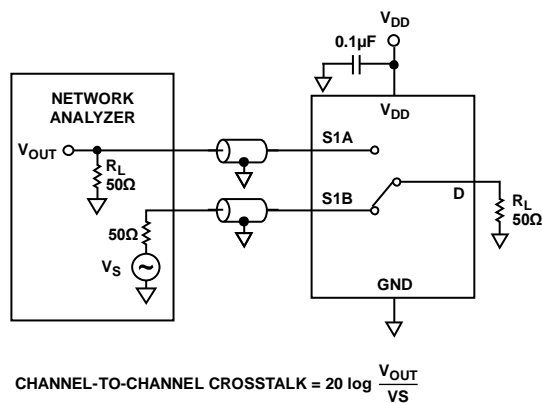 V_DD
0.1µF
NETWORK
ANALYZER
V_DD
V_OUT
S1A
R_L
50Ω
S1B
D
R_L
50Ω
50Ω
V_S
GND
CHANNEL-TO-CHANNEL CROSSTALK = 20 log V_OUT / VS